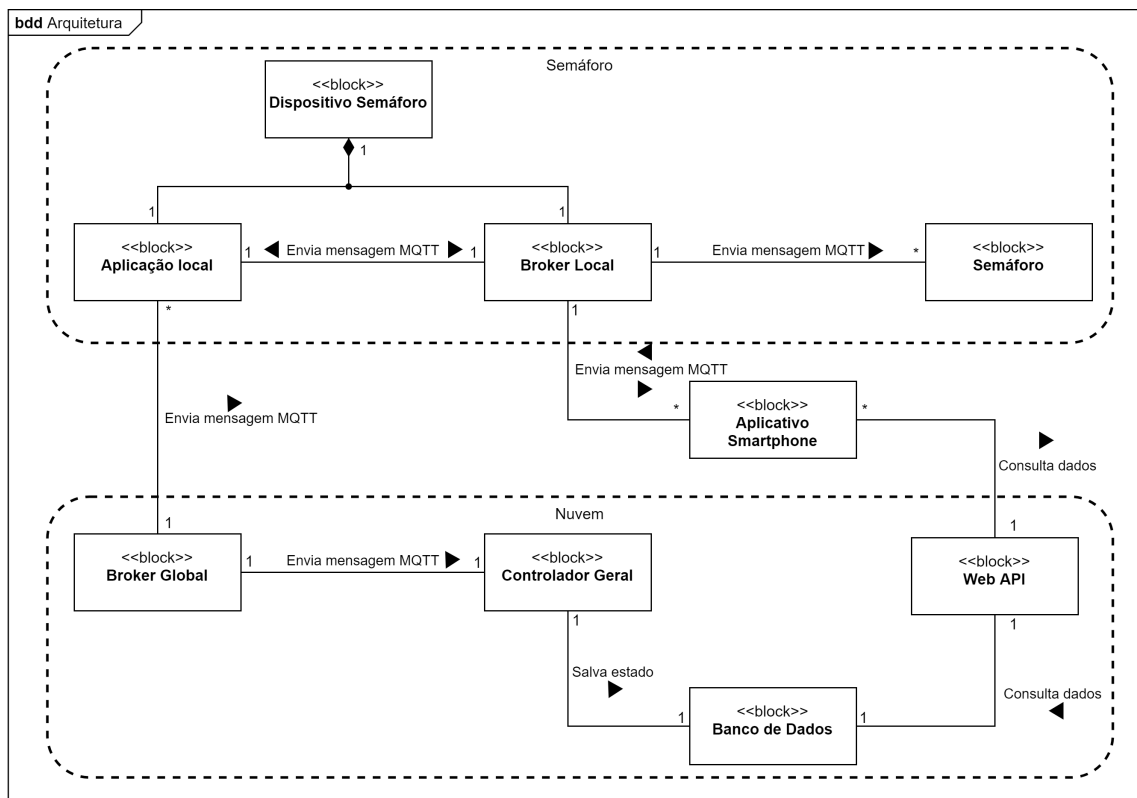 bdd Arquitetura
Semáforo
<<block>>
Dispositivo Semáforo
1
1
1
<<block>>
Aplicação local
1
Envia mensagem MQTT
1
<<block>>
Broker Local
1
Envia mensagem MQTT
*
<<block>>
Semáforo
*
1
Envia mensagem MQTT
*
<<block>>
Aplicativo
Smartphone
*
Envia mensagem MQTT
Consulta dados
Nuvem
1
1
<<block>>
Broker Global
1
Envia mensagem MQTT
1
<<block>>
Controlador Geral
<<block>>
Web API
1
1
Salva estado
Consulta dados
1
<<block>>
Banco de Dados
1